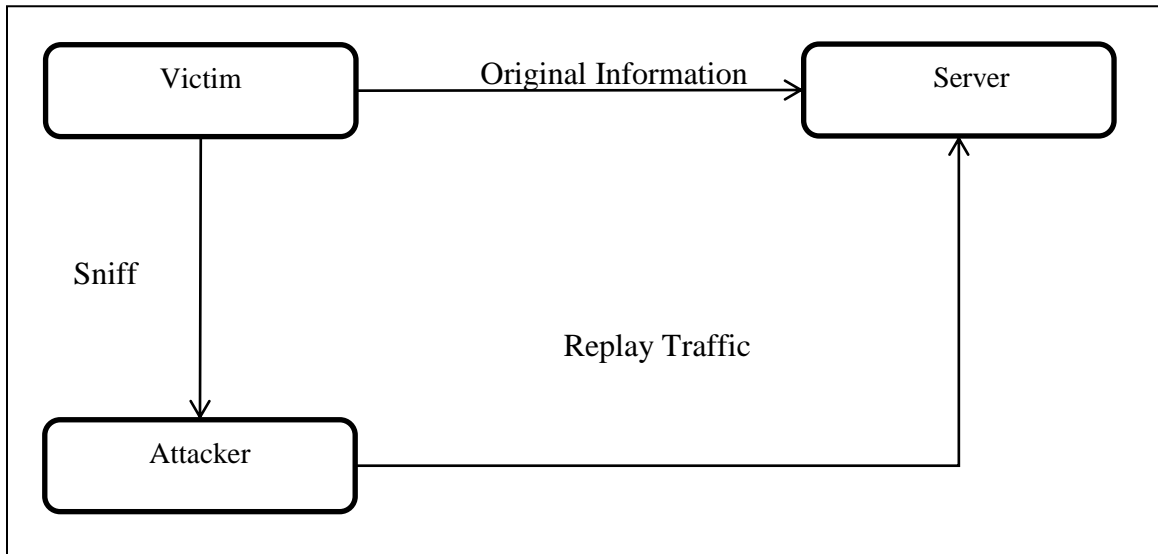 Victim
Original Information
Server
Sniff
Replay Traffic
Attacker